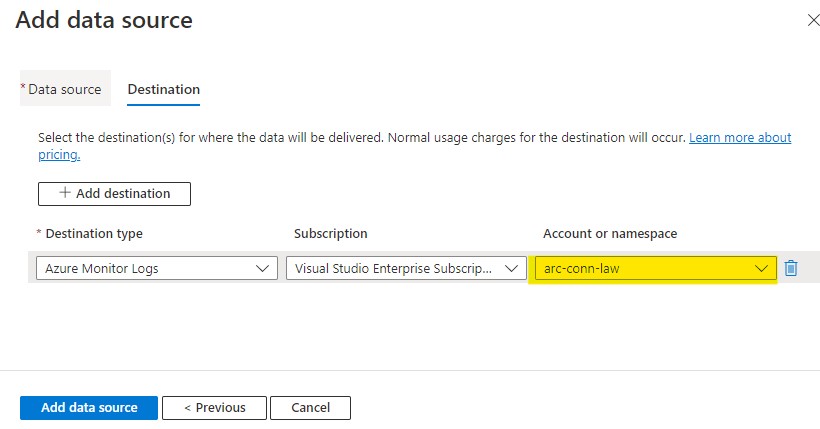 Add data source
* Data source
Destination
Select the destination(s) for where the data will be delivered. Normal usage charges for the destination will occur. Learn more about
pricing.
+ Add destination
* Destination type
Subscription
Account or namespace
Azure Monitor Logs
Visual Studio Enterprise Subscrip...
arc-conn-law
Add data source
< Previous
Cancel